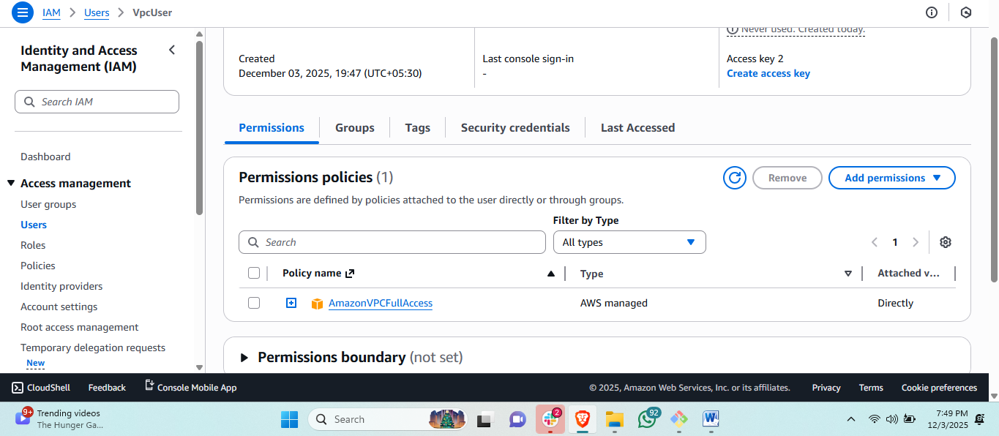 IAM > Users > VpcUser
Identity and Access
Management (IAM)
Search IAM
Dashboard
Access management
User groups
Users
Roles
Policies
Identity providers
Account settings
Root access management
Temporary delegation requests
New
Never used. Created today.
Created
December 03, 2025, 19:47 (UTC+05:30)
Last console sign-in
-
Access key 2
Create access key
Permissions
Groups
Tags
Security credentials
Last Accessed
Permissions policies (1)
Remove
Add permissions
Permissions are defined by policies attached to the user directly or through groups.
Filter by Type
Search
All types
1
Policy name
Type
Attached v...
AmazonVPCFullAccess
AWS managed
Directly
Permissions boundary (not set)
CloudShell
Feedback
Console Mobile App
© 2025, Amazon Web Services, Inc. or its affiliates.
Privacy
Terms
Cookie preferences
9+
Trending videos
The Hunger Ga...
Search
2
92
W
7:49 PM
12/3/2025